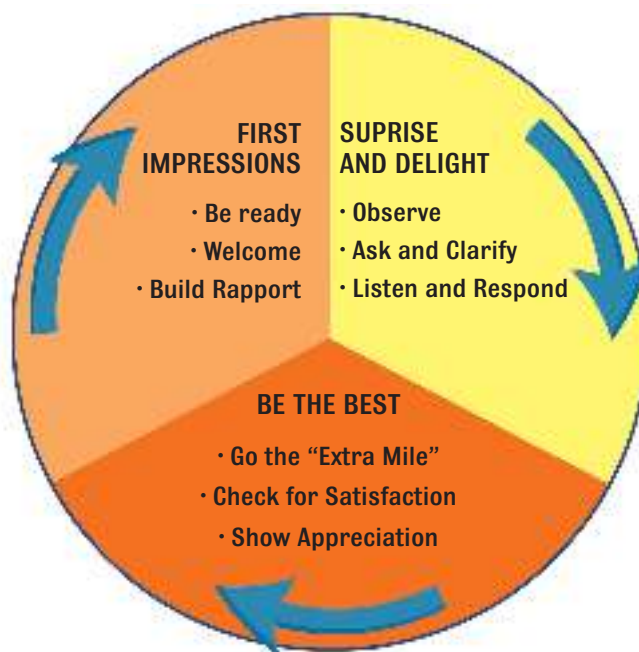 FIRST
IMPRESSIONS
· Be ready
· Welcome
· Build Rapport
SUPRISE
AND DELIGHT
· Observe
· Ask and Clarify
· Listen and Respond
BE THE BEST
· Go the “Extra Mile”
· Check for Satisfaction
· Show Appreciation